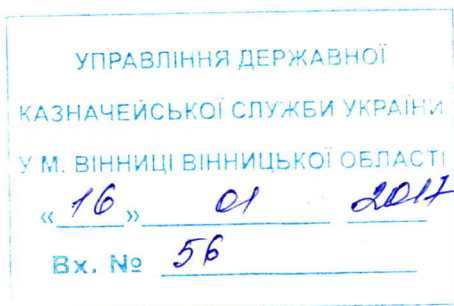 УПРАВЛІННЯ ДЕРЖАВНОЇ
КАЗНАЧЕЙСЬКОЇ СЛУЖБИ УКРАЇНИ
У М. ВІННИЦІ ВІННИЦЬКОЇ ОБЛАСТІ
«16» 01 2017
Вх. № 56